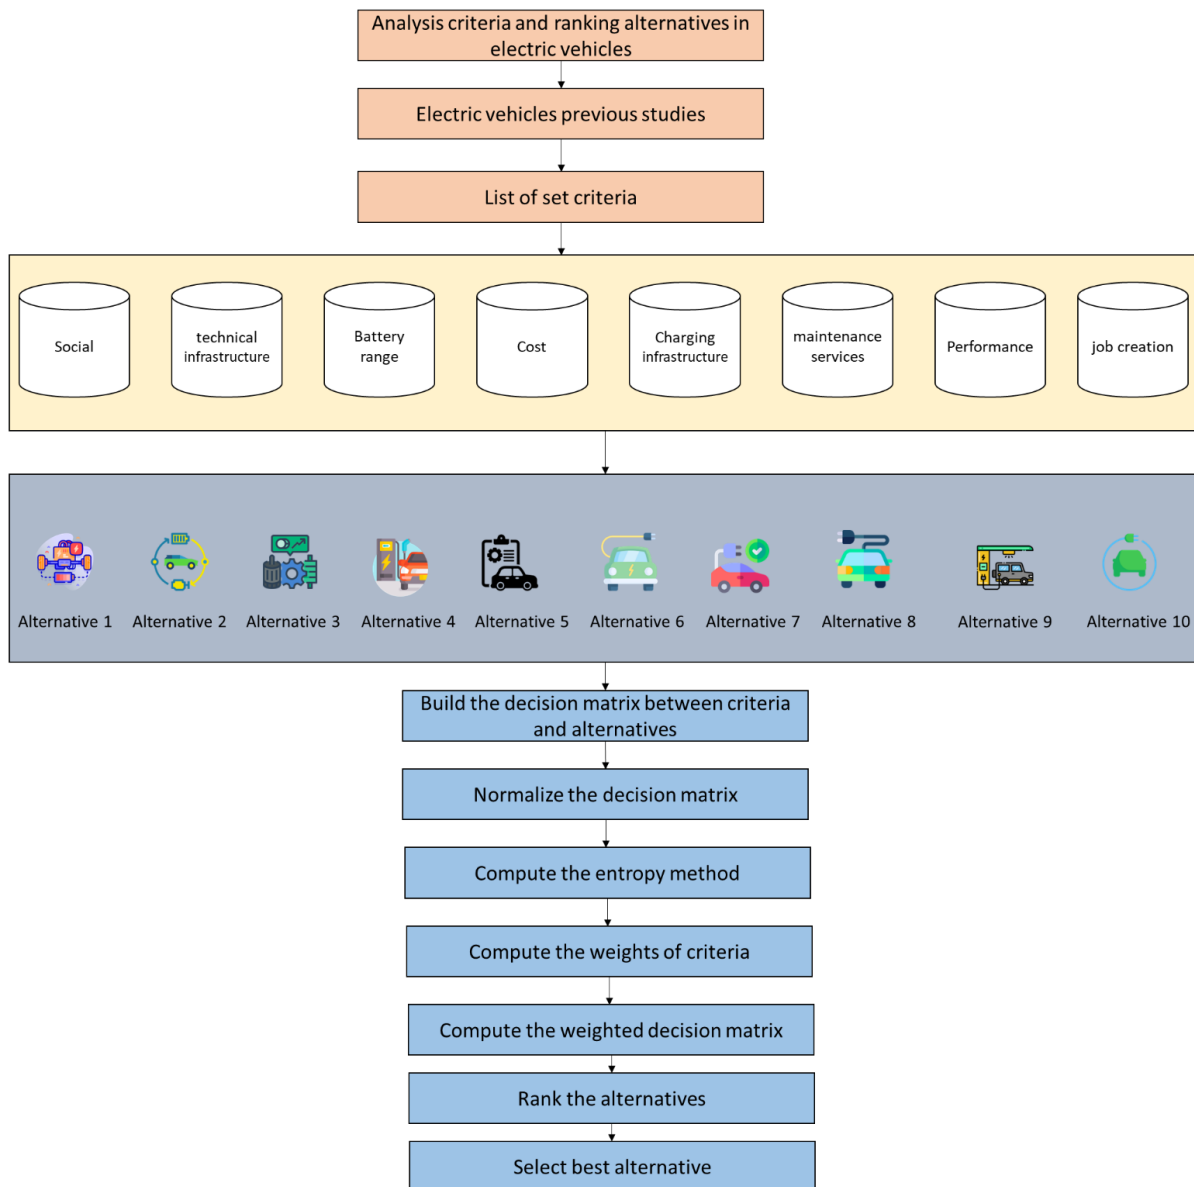 Analysis criteria and ranking alternatives in
electric vehicles
Electric vehicles previous studies
List of set criteria
Social
technical
infrastructure
Battery
range
Cost
Charging
infrastructure
maintenance
services
Performance
job creation
Alternative 1
Alternative 2
Alternative 3
Alternative 4
Alternative 5
Alternative 6
Alternative 7
Alternative 8
Alternative 9
Alternative 10
Build the decision matrix between criteria
and alternatives
Normalize the decision matrix
Compute the entropy method
Compute the weights of criteria
Compute the weighted decision matrix
Rank the alternatives
Select best alternative